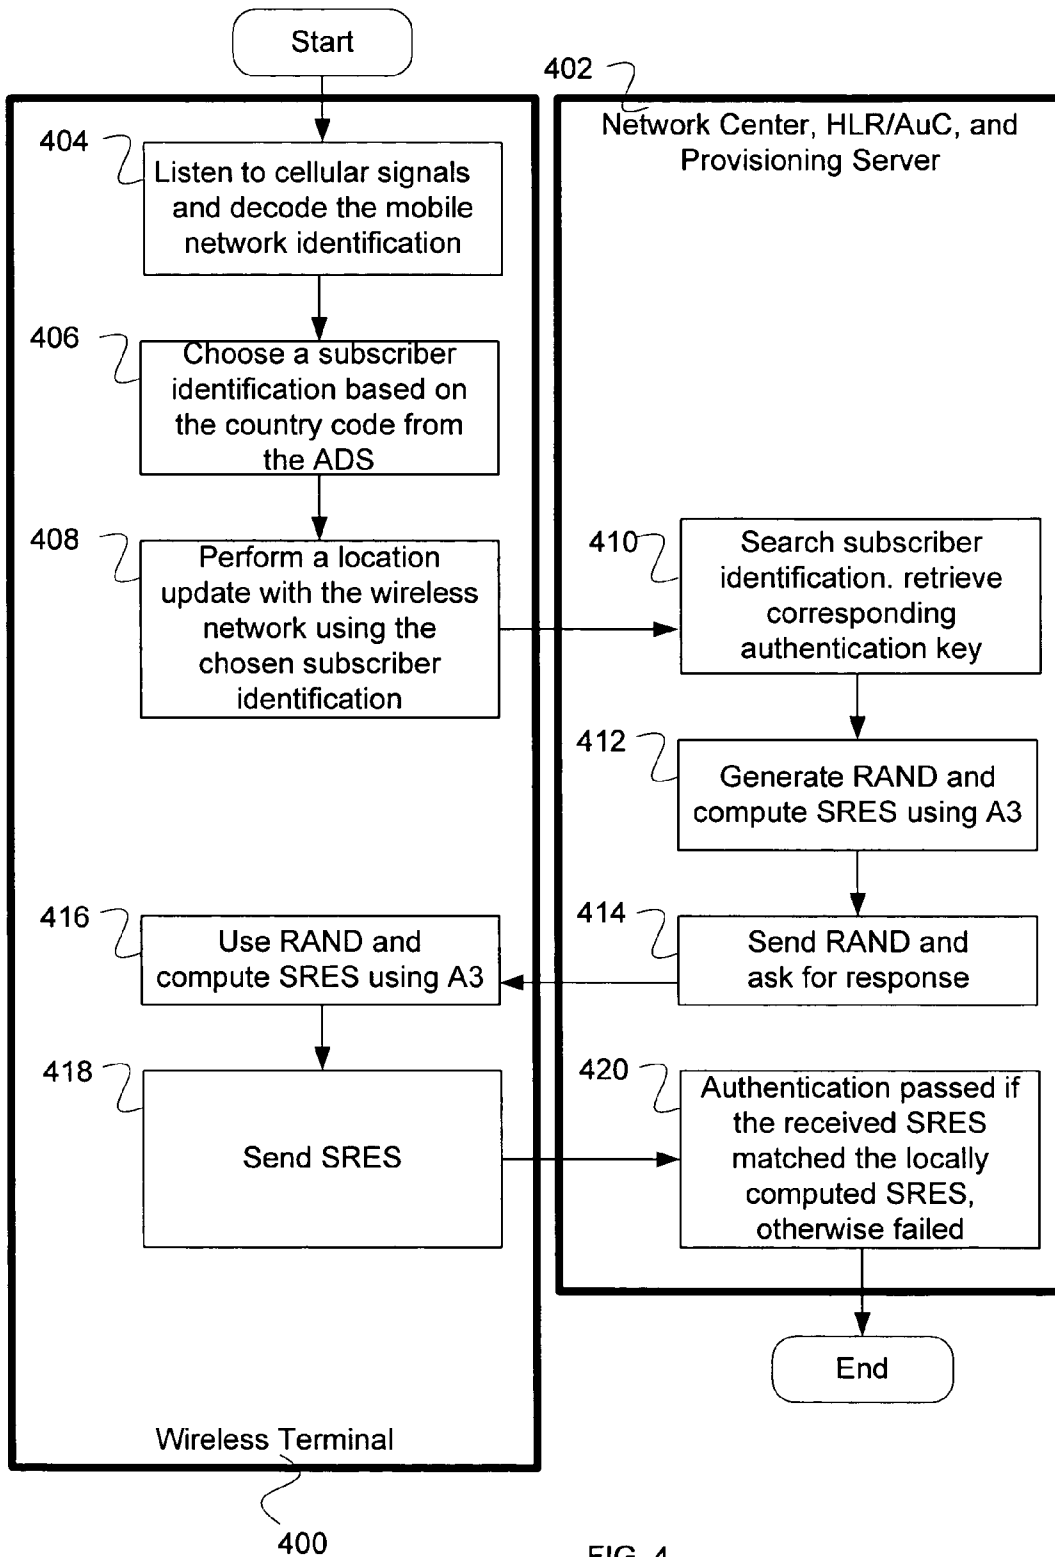 Start
402
Network Center, HLR/AuC, and
Provisioning Server
404
Listen to cellular signals
and decode the mobile
network identification
406
Choose a subscriber
identification based on
the country code from
the ADS
408
Perform a location
update with the wireless
network using the
chosen subscriber
identification
410
Search subscriber
identification. retrieve
corresponding
authentication key
412
Generate RAND and
compute SRES using A3
414
Send RAND and
ask for response
416
Use RAND and
compute SRES using A3
418
Send SRES
420
Authentication passed if
the received SRES
matched the locally
computed SRES,
otherwise failed
End
Wireless Terminal
400
FIG. 4